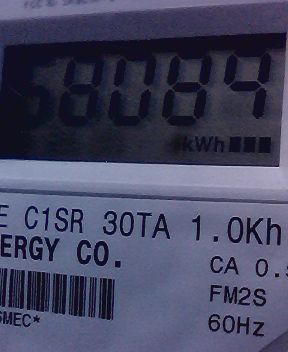 58084
kWh
E C1SR 30TA 1.0Kh
ERGY CO.
CA 0.
FM2S
SMEC*
60Hz